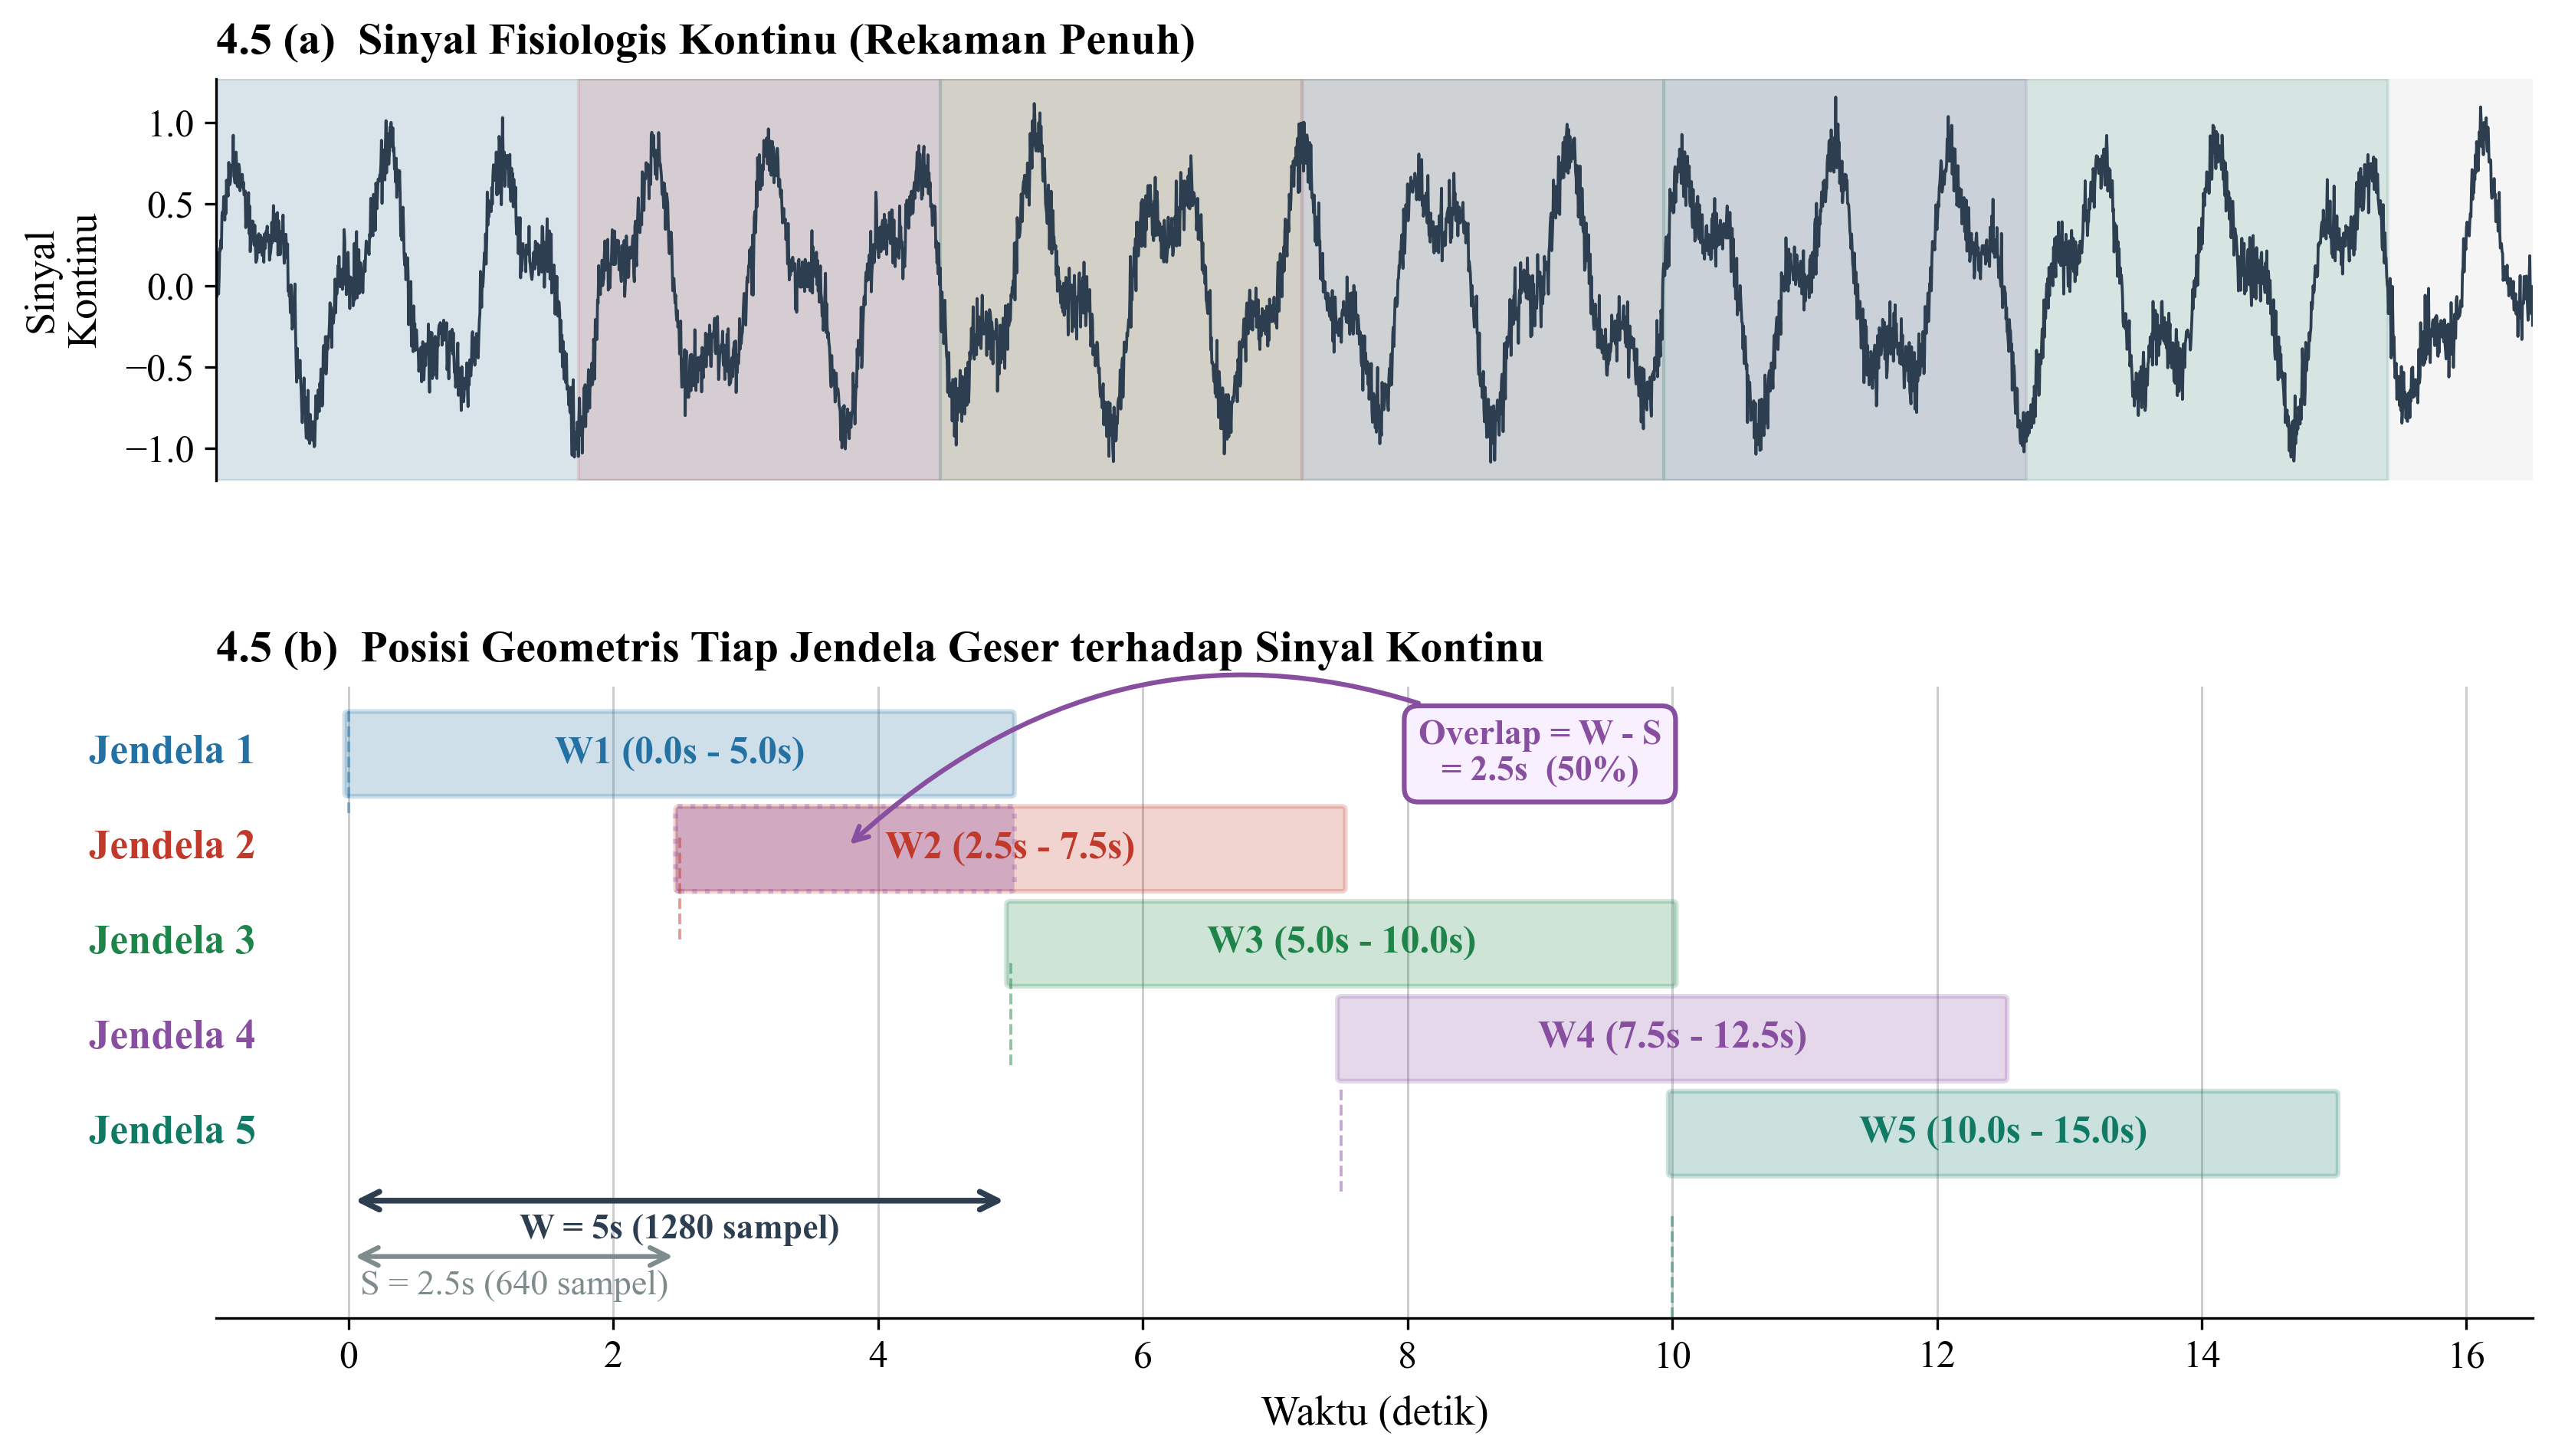 4.5 (a)  Sinyal Fisiologis Kontinu (Rekaman Penuh)
Sinyal
Kontinu
1.0
0.5
0.0
−0.5
−1.0
4.5 (b)  Posisi Geometris Tiap Jendela Geser terhadap Sinyal Kontinu
Overlap = W - S
= 2.5s  (50%)
Jendela 1
W1 (0.0s - 5.0s)
Jendela 2
W2 (2.5s - 7.5s)
Jendela 3
W3 (5.0s - 10.0s)
Jendela 4
W4 (7.5s - 12.5s)
Jendela 5
W5 (10.0s - 15.0s)
W = 5s (1280 sampel)
S = 2.5s (640 sampel)
0 2 4 6 8 10 12 14 16
Waktu (detik)